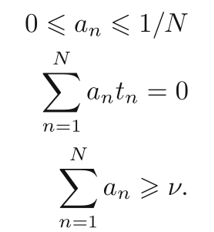 0 ⩽ aₙ ⩽ 1/N
∑_{n=1}^{N} aₙtₙ = 0
∑_{n=1}^{N} aₙ ⩾ ν.